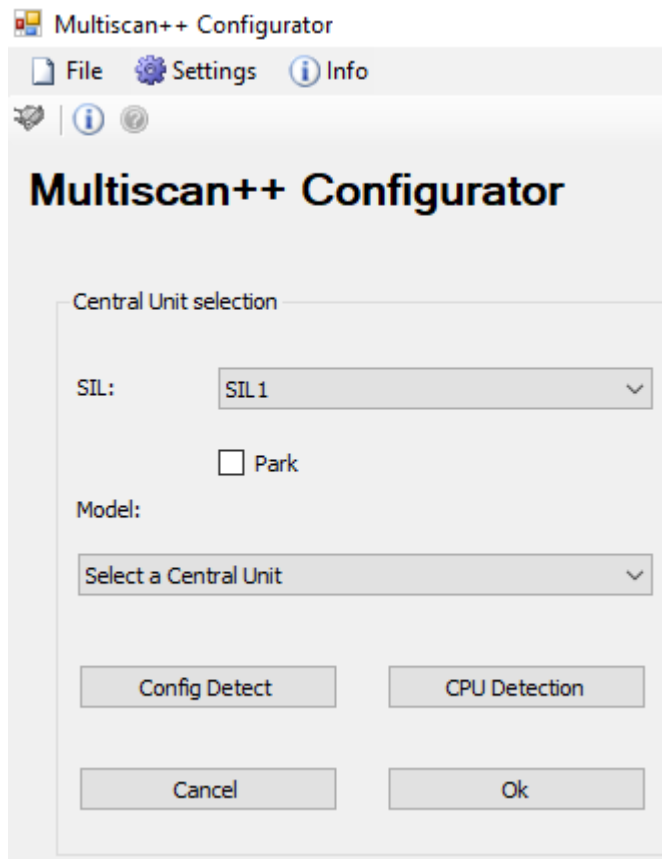 Multiscan++ Configurator
File Settings Info
Multiscan++ Configurator
Central Unit selection
SIL: SIL1
Park
Model:
Select a Central Unit
Config Detect CPU Detection
Cancel Ok